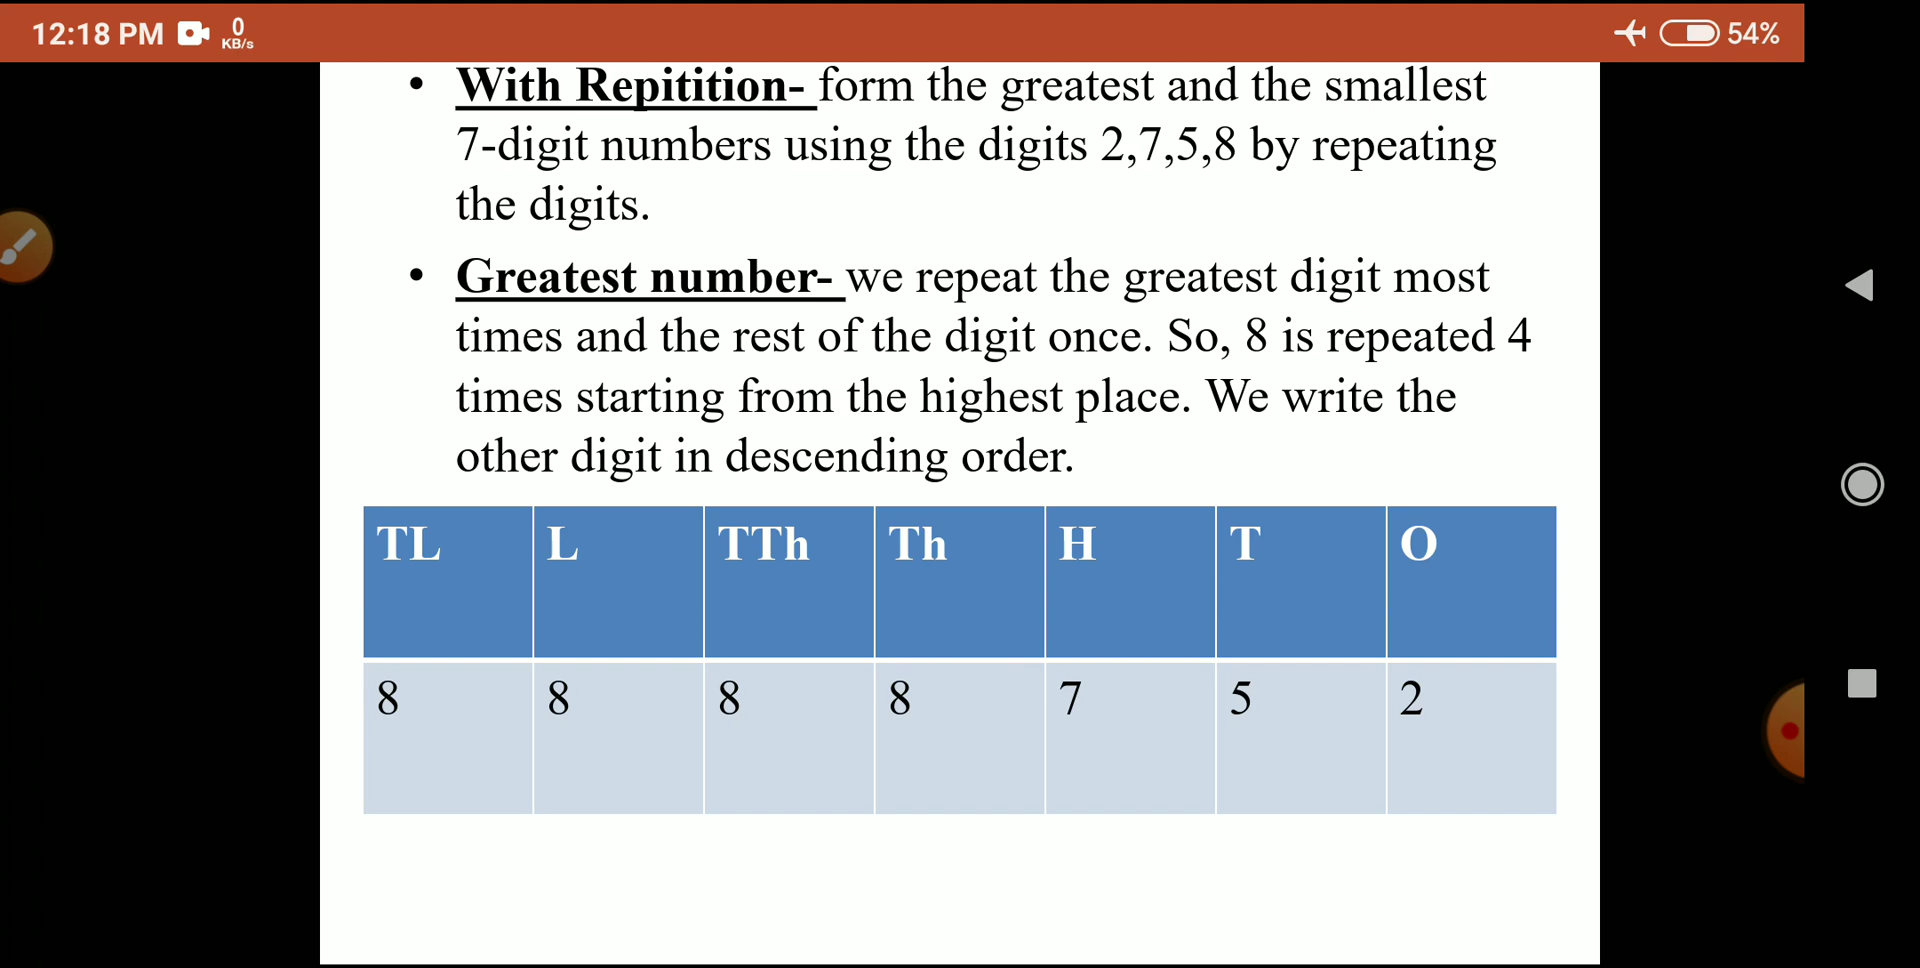 12:18 PM 0 KB/s 54%
• With Repitition- form the greatest and the smallest
7-digit numbers using the digits 2,7,5,8 by repeating
the digits.
• Greatest number- we repeat the greatest digit most
times and the rest of the digit once. So, 8 is repeated 4
times starting from the highest place. We write the
other digit in descending order.
TL L TTh Th H T O
8 8 8 8 7 5 2